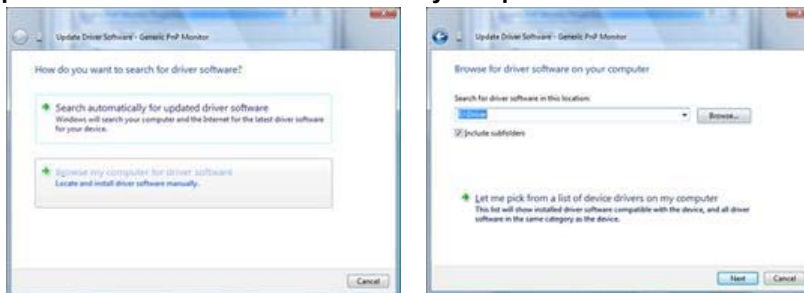 Update Driver Software - Generic PnP Monitor
How do you want to search for driver software?
Search automatically for updated driver software
Windows will search your computer and the Internet for the latest driver software
for your device.
Browse my computer for driver software
Locate and install driver software manually.
Cancel
Update Driver Software - Generic PnP Monitor
Browse for driver software on your computer
Search for driver software in this location:
Browse...
Include subfolders
Let me pick from a list of device drivers on my computer
This list will show installed driver software compatible with the device, and all driver
software in the same category as the device.
Next Cancel